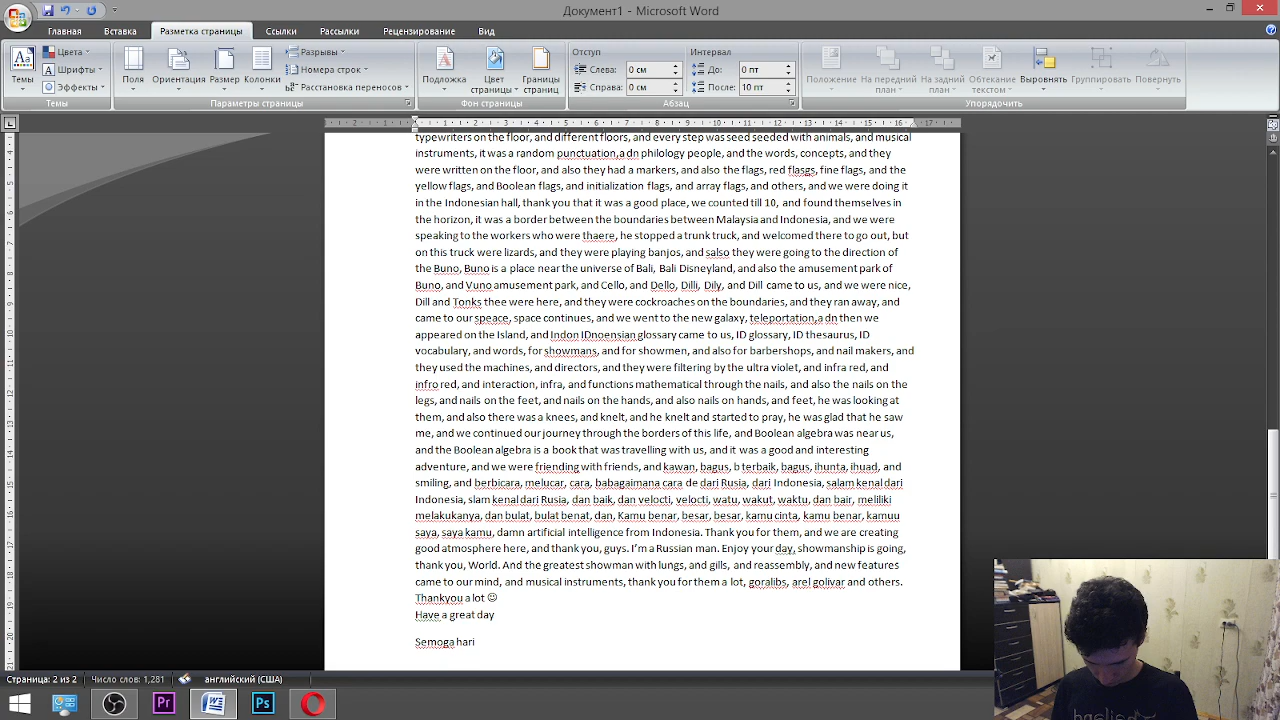 Документ1 - Microsoft Word
Главная Вставка Разметка страницы Ссылки Рассылки Рецензирование Вид
Темы Цвета Шрифты Эффекты
Поля Ориентация Размер Колонки Разрывы Номера строк Расстановка переносов
Подложка Цвет страницы Границы страниц
Отступ Слева: 0 см Справа: 0 см
Интервал До: 0 пт После: 10 пт
Положение На передний план На задний план Обтекание текстом Выровнять Группировать Повернуть
Темы Параметры страницы Фон страницы Абзац Упорядочить
typewriters on the floor, and different floors, and every step was seed seeded with animals, and musical
instruments, it was a random punctuation,a dn philology people, and the words, concepts, and they
were written on the floor, and also they had a markers, and also the flags, red flasgs, fine flags, and the
yellow flags, and Boolean flags, and initialization flags, and array flags, and others, and we were doing it
in the Indonesian hall, thank you that it was a good place, we counted till 10, and found themselves in
the horizon, it was a border between the boundaries between Malaysia and Indonesia, and we were
speaking to the workers who were thaere, he stopped a trunk truck, and welcomed there to go out, but
on this truck were lizards, and they were playing banjos, and salso they were going to the direction of
the Buno, Buno is a place near the universe of Bali, Bali Disneyland, and also the amusement park of
Buno, and Vuno amusement park, and Cello, and Dello, Dilli, Dily, and Dill came to us, and we were nice,
Dill and Tonks thee were here, and they were cockroaches on the boundaries, and they ran away, and
came to our speace, space continues, and we went to the new galaxy, teleportation,a dn then we
appeared on the Island, and Indon IDnoensian glossary came to us, ID glossary, ID thesaurus, ID
vocabulary, and words, for showmans, and for showmen, and also for barbershops, and nail makers, and
they used the machines, and directors, and they were filtering by the ultra violet, and infra red, and
infro red, and interaction, infra, and functions mathematical through the nails, and also the nails on the
legs, and nails on the feet, and nails on the hands, and also nails on hands, and feet, he was looking at
them, and also there was a knees, and knelt, and he knelt and started to pray, he was glad that he saw
me, and we continued our journey through the borders of this life, and Boolean algebra was near us,
and the Boolean algebra is a book that was travelling with us, and it was a good and interesting
adventure, and we were friending with friends, and kawan, bagus, b terbaik, bagus, ihunta, ihuad, and
smiling, and berbicara, melucar, cara, babagaimana cara de dari Rusia, dari Indonesia, salam kenal dari
Indonesia, slam kenal dari Rusia, dan baik, dan velocti, velocti, watu, wakut, waktu, dan bair, meliliki
melakukanya, dan bulat, bulat benat, dan, Kamu benar, besar, besar, kamu cinta, kamu benar, kamuu
saya, saya kamu, damn artificial intelligence from Indonesia. Thank you for them, and we are creating
good atmosphere here, and thank you, guys. I'm a Russian man. Enjoy your day, showmanship is going,
thank you, World. And the greatest showman with lungs, and gills, and reassembly, and new features
came to our mind, and musical instruments, thank you for them a lot, goralibs, arel golivar and others.
Thankyou a lot ☺
Have a great day
Semoga hari
Страница: 2 из 2 Число слов: 1,281 английский (США)